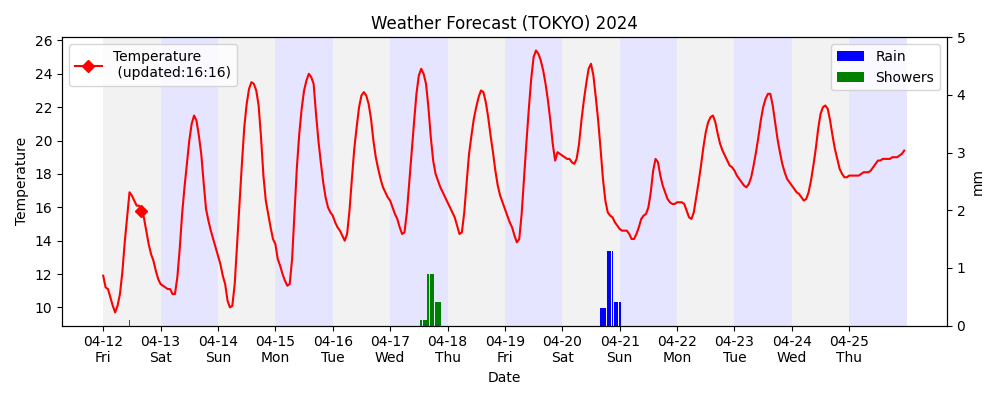 Weather Forecast (TOKYO) 2024
Temperature
(updated:16:16)
Rain
Showers
26
24
22
20
18
16
14
12
10
Temperature
5
4
3
2
1
0
mm
04-12 04-13 04-14 04-15 04-16 04-17 04-18 04-19 04-20 04-21 04-22 04-23 04-24 04-25
Fri Sat Sun Mon Tue Wed Thu Fri Sat Sun Mon Tue Wed Thu
Date